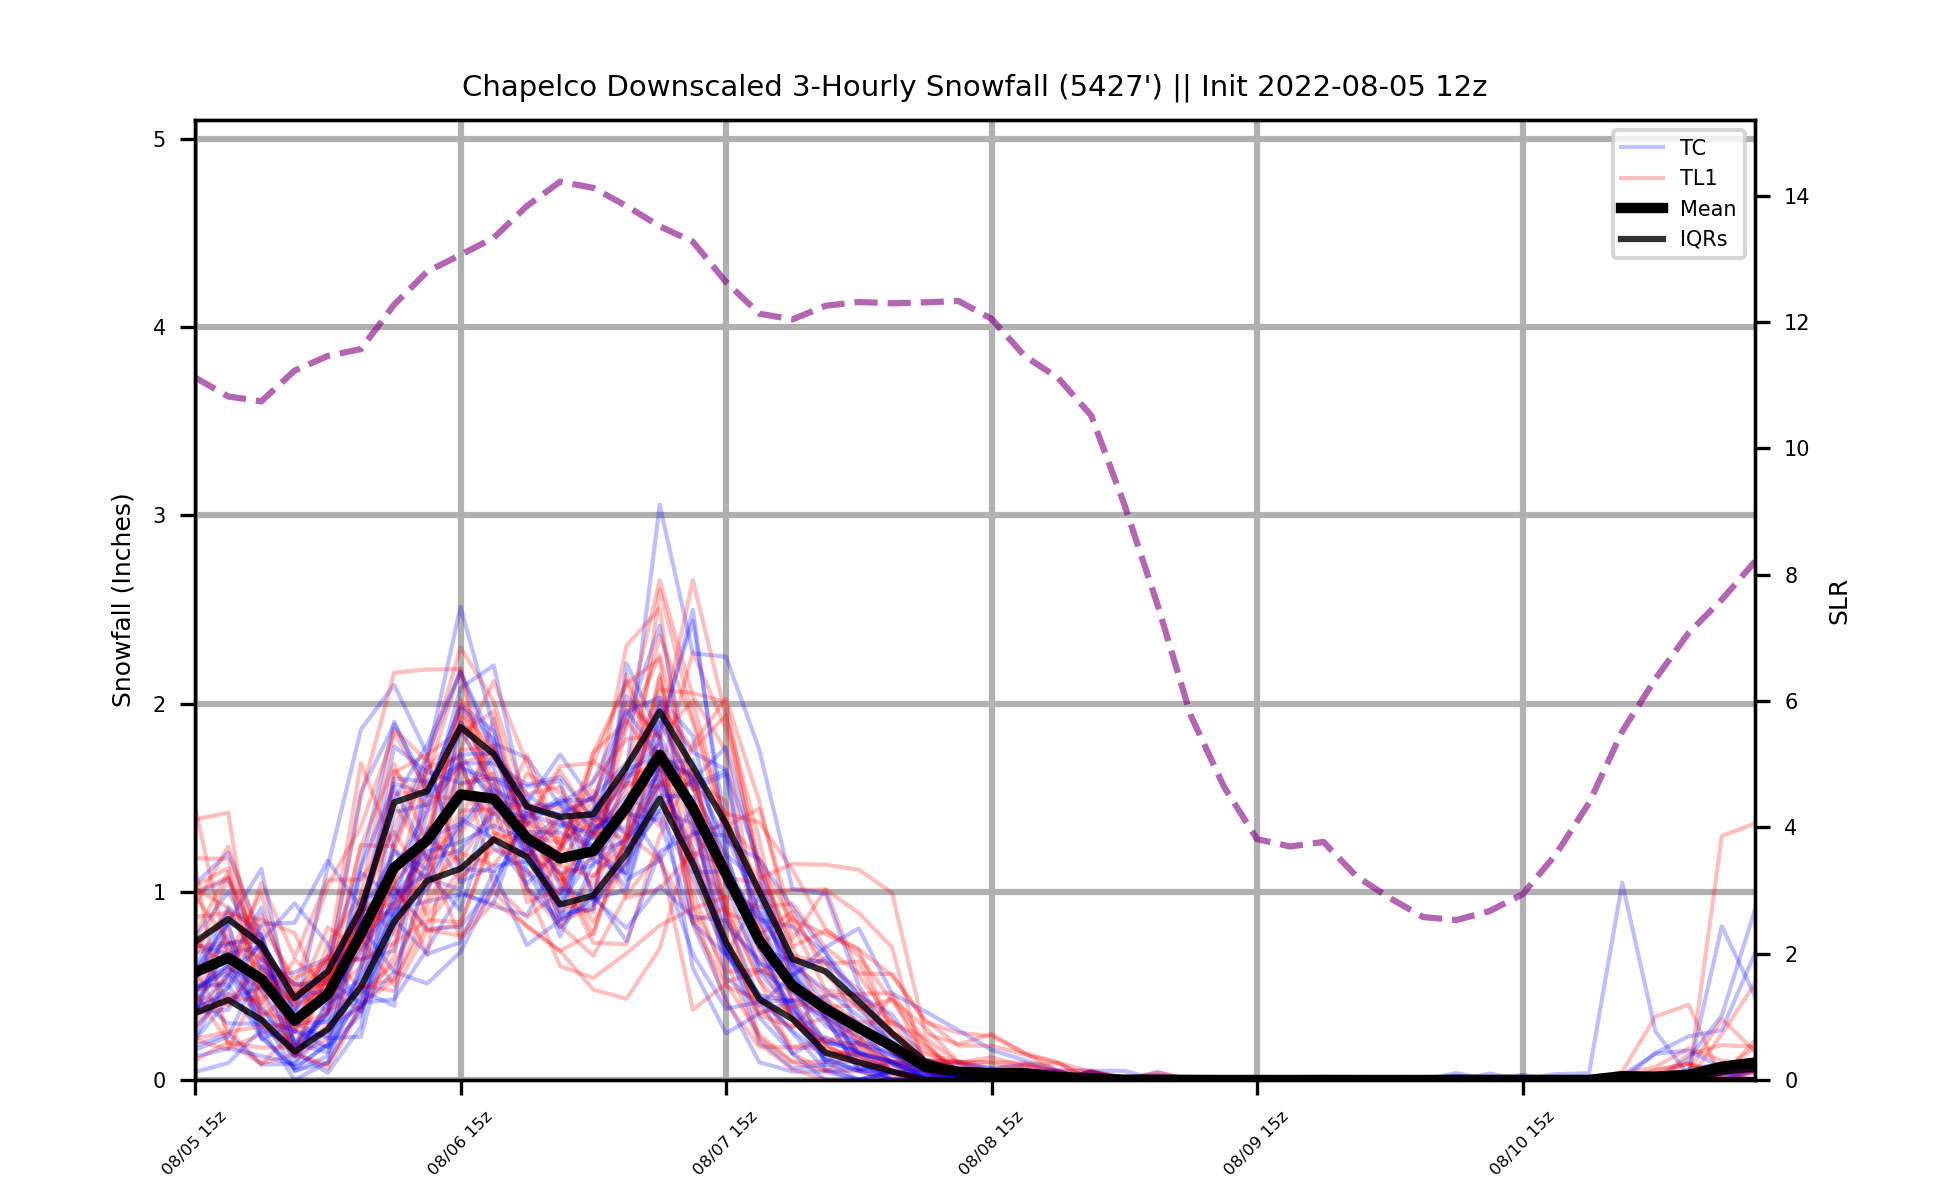 Chapelco Downscaled 3-Hourly Snowfall (5427') || Init 2022-08-05 12z
TC
TL1
Mean
IQRs
Snowfall (Inches)
5
4
3
2
1
0
SLR
14
12
10
8
6
4
2
0
08/05 15z
08/06 15z
08/07 15z
08/08 15z
08/09 15z
08/10 15z